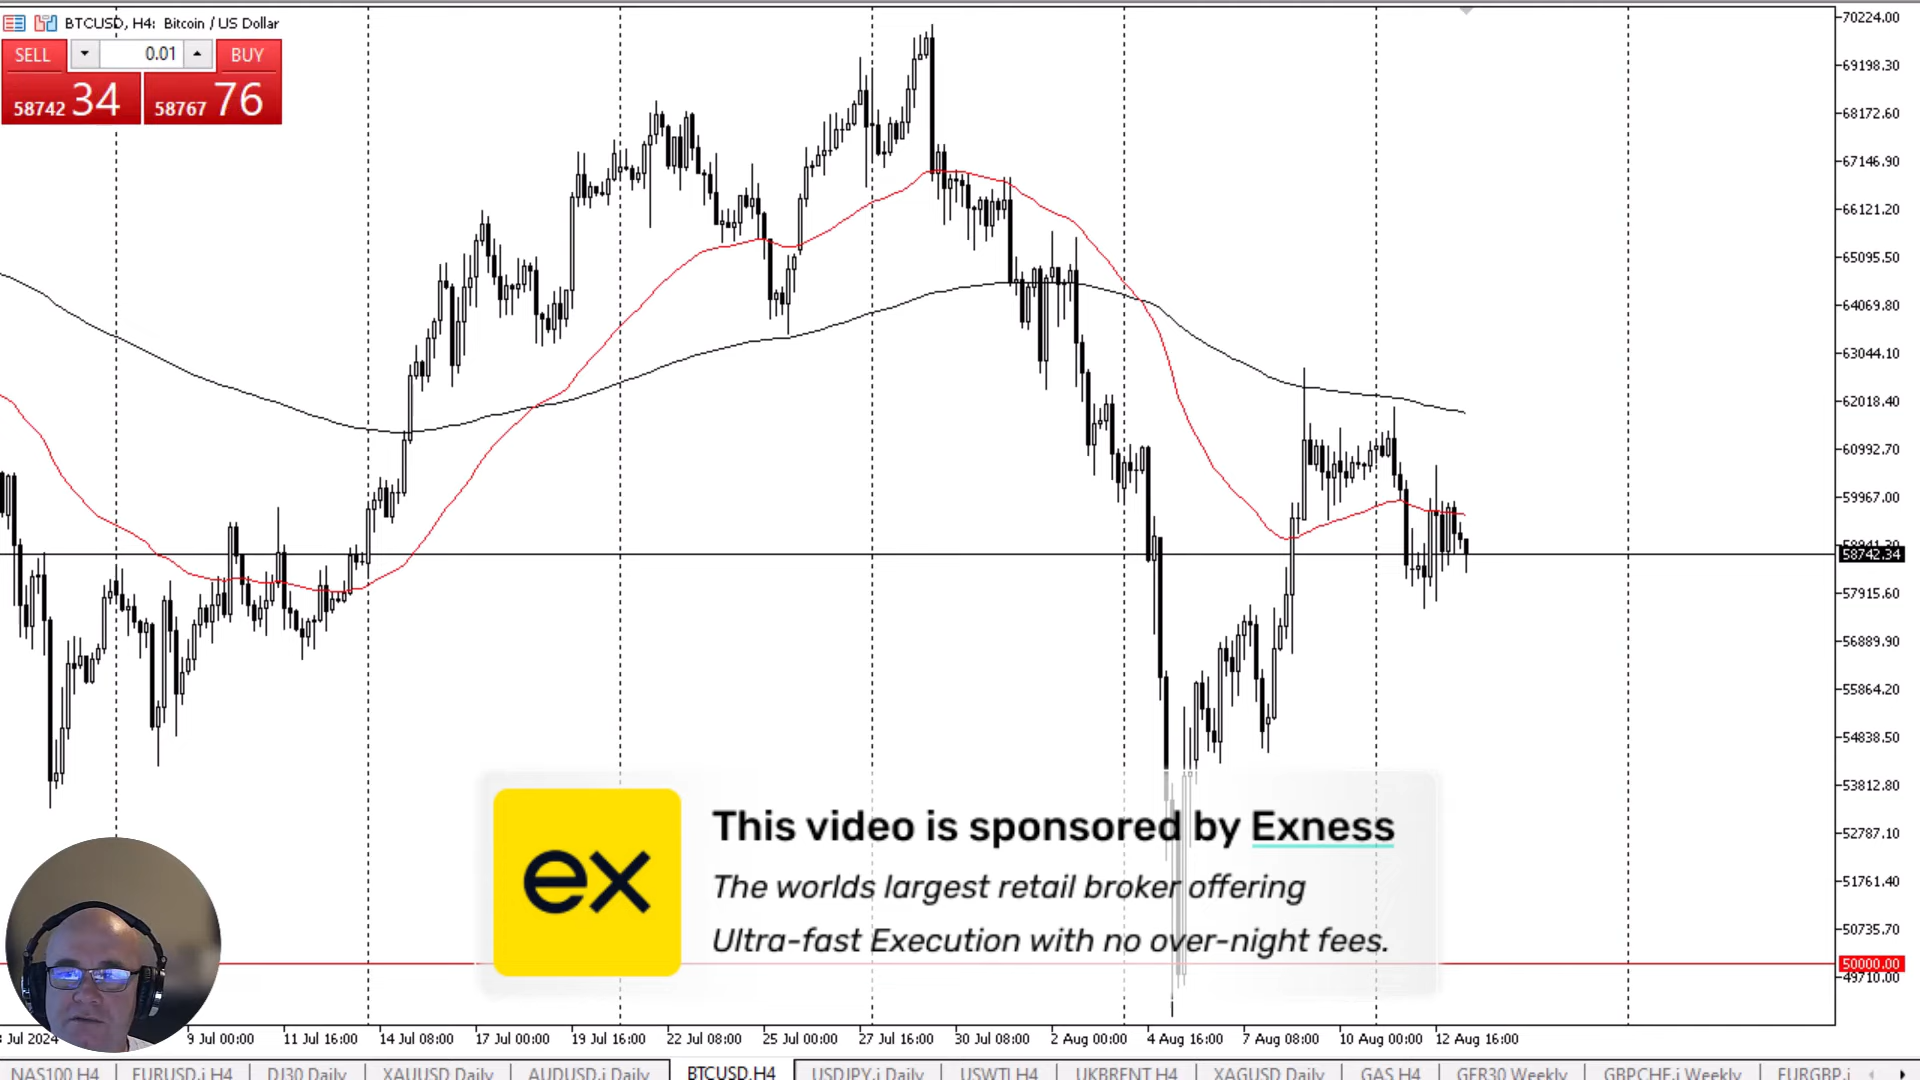 BTCUSD, H4: Bitcoin / US Dollar
SELL 0.01 BUY
58742 34 58767 76
70224.00
69198.30
68172.60
67146.90
66121.20
65095.50
64069.80
63044.10
62018.40
60992.70
59967.00
58941.30
58742.34
57915.60
56889.90
55864.20
54838.50
53812.80
52787.10
51761.40
50735.70
50000.00
49710.00
ex
This video is sponsored by Exness
The worlds largest retail broker offering
Ultra-fast Execution with no over-night fees.
Jul 2024 9 Jul 00:00 11 Jul 16:00 14 Jul 08:00 17 Jul 00:00 19 Jul 16:00 22 Jul 08:00 25 Jul 00:00 27 Jul 16:00 30 Jul 08:00 2 Aug 00:00 4 Aug 16:00 7 Aug 08:00 10 Aug 00:00 12 Aug 16:00
NAS100 H4 EURUSD.i H4 DJ30 Daily XAUUSD Daily AUDUSD.i Daily BTCUSD,H4 USDJPY.i Daily USWTI H4 UKBRENT H4 XAGUSD Daily GAS H4 GER30 Weekly GBPCHF.i Weekly EURGBP.i